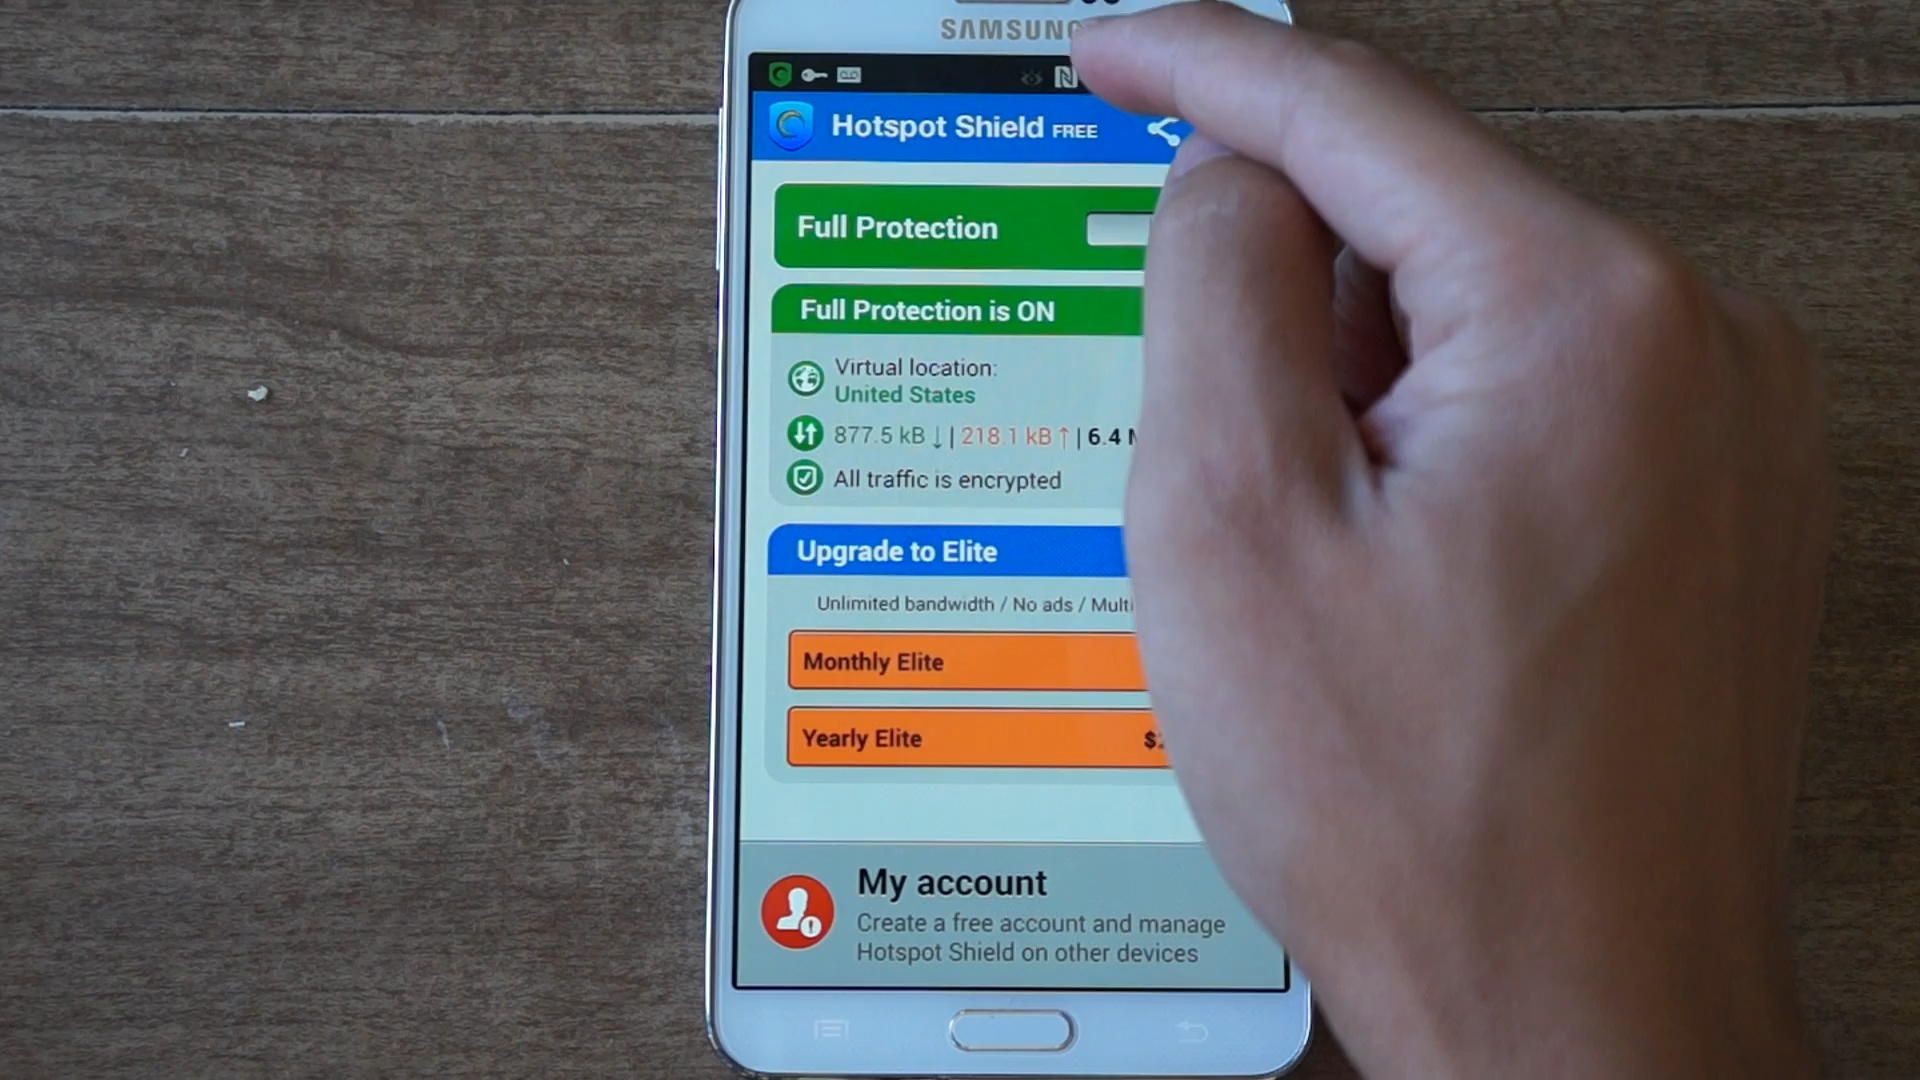 SAMSUNG
Hotspot Shield FREE
Full Protection
Full Protection is ON
Virtual location:
United States
877.5 kB ↓ | 218.1 kB ↑ | 6.4
All traffic is encrypted
Upgrade to Elite
Unlimited bandwidth / No ads /
Monthly Elite
Yearly Elite $
My account
Create a free account and manage
Hotspot Shield on other devices